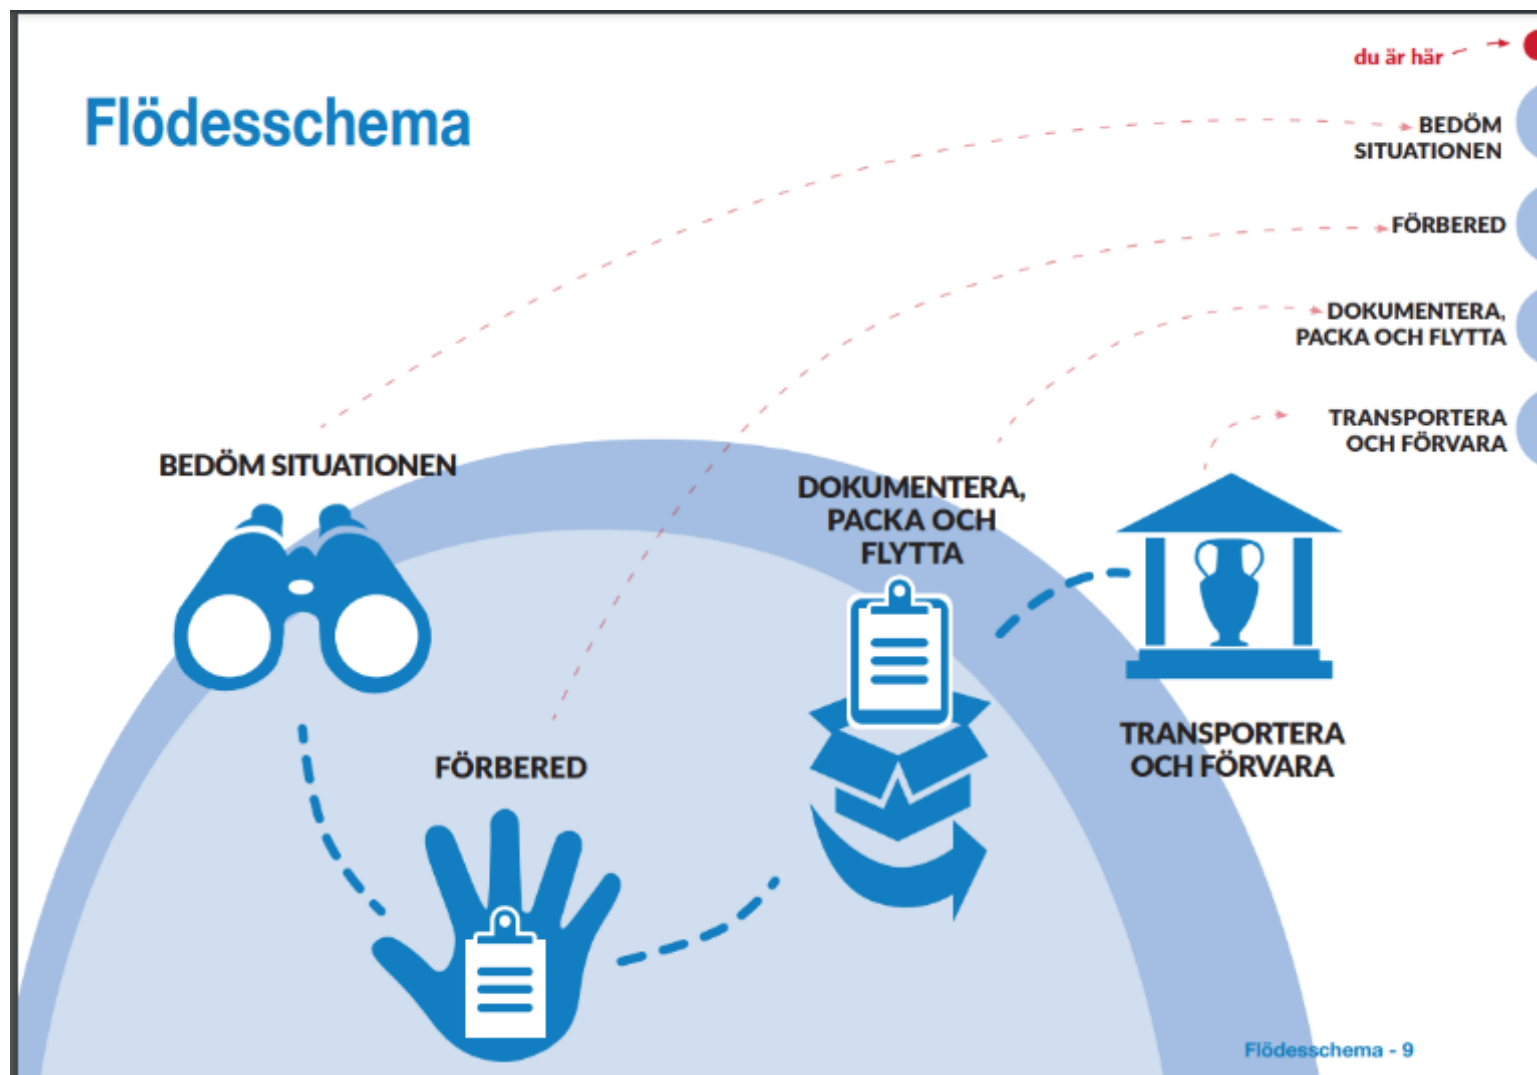 Flödesschema
du är här
BEDÖM
SITUATIONEN
FÖRBERED
DOKUMENTERA,
PACKA OCH FLYTTA
TRANSPORTERA
OCH FÖRVARA
BEDÖM SITUATIONEN
DOKUMENTERA,
PACKA OCH
FLYTTA
TRANSPORTERA
OCH FÖRVARA
FÖRBERED
Flödesschema - 9